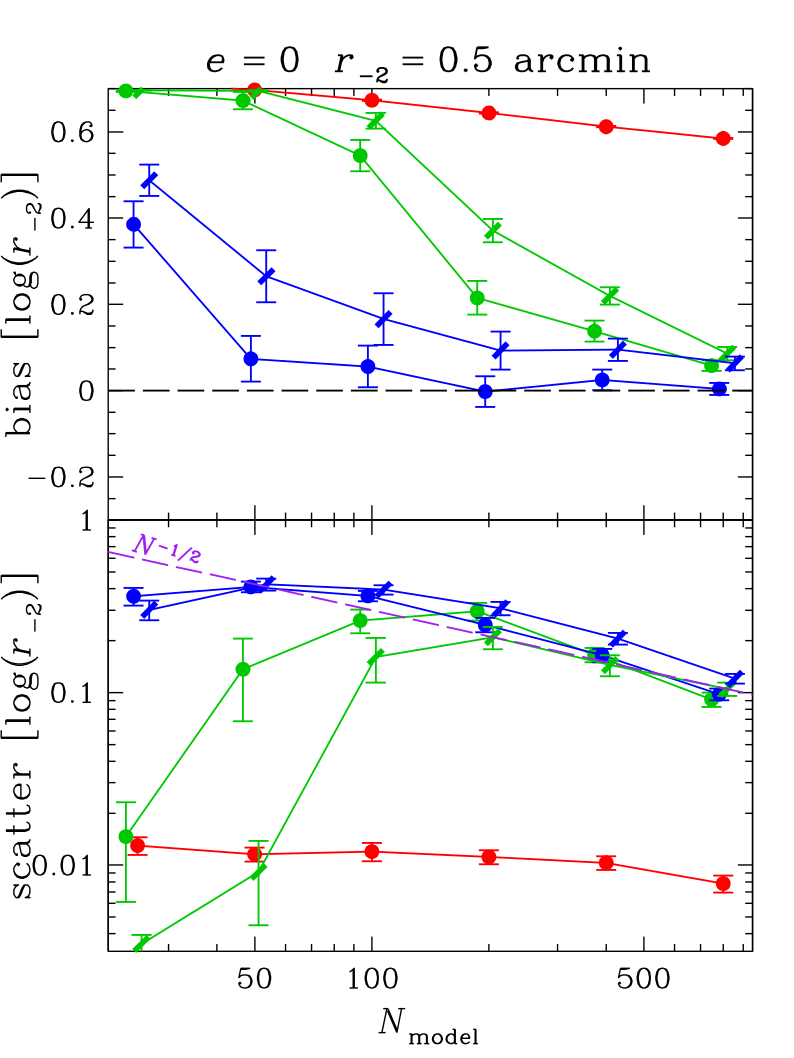 e = 0 r₋₂ = 0.5 arcmin
bias [log(r₋₂)]
0.6
0.4
0.2
0
−0.2
scatter [log(r₋₂)]
1
0.1
0.01
N⁻¹/²
50 100 500
N_model